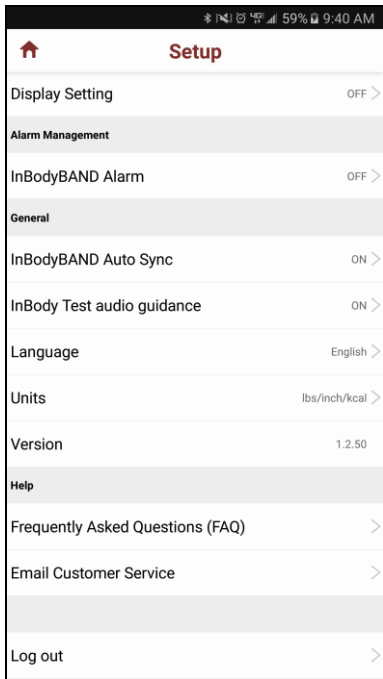 59% 9:40 AM
Setup
Display Setting OFF
Alarm Management
InBodyBAND Alarm OFF
General
InBodyBAND Auto Sync ON
InBody Test audio guidance ON
Language English
Units lbs/inch/kcal
Version 1.2.50
Help
Frequently Asked Questions (FAQ)
Email Customer Service
Log out